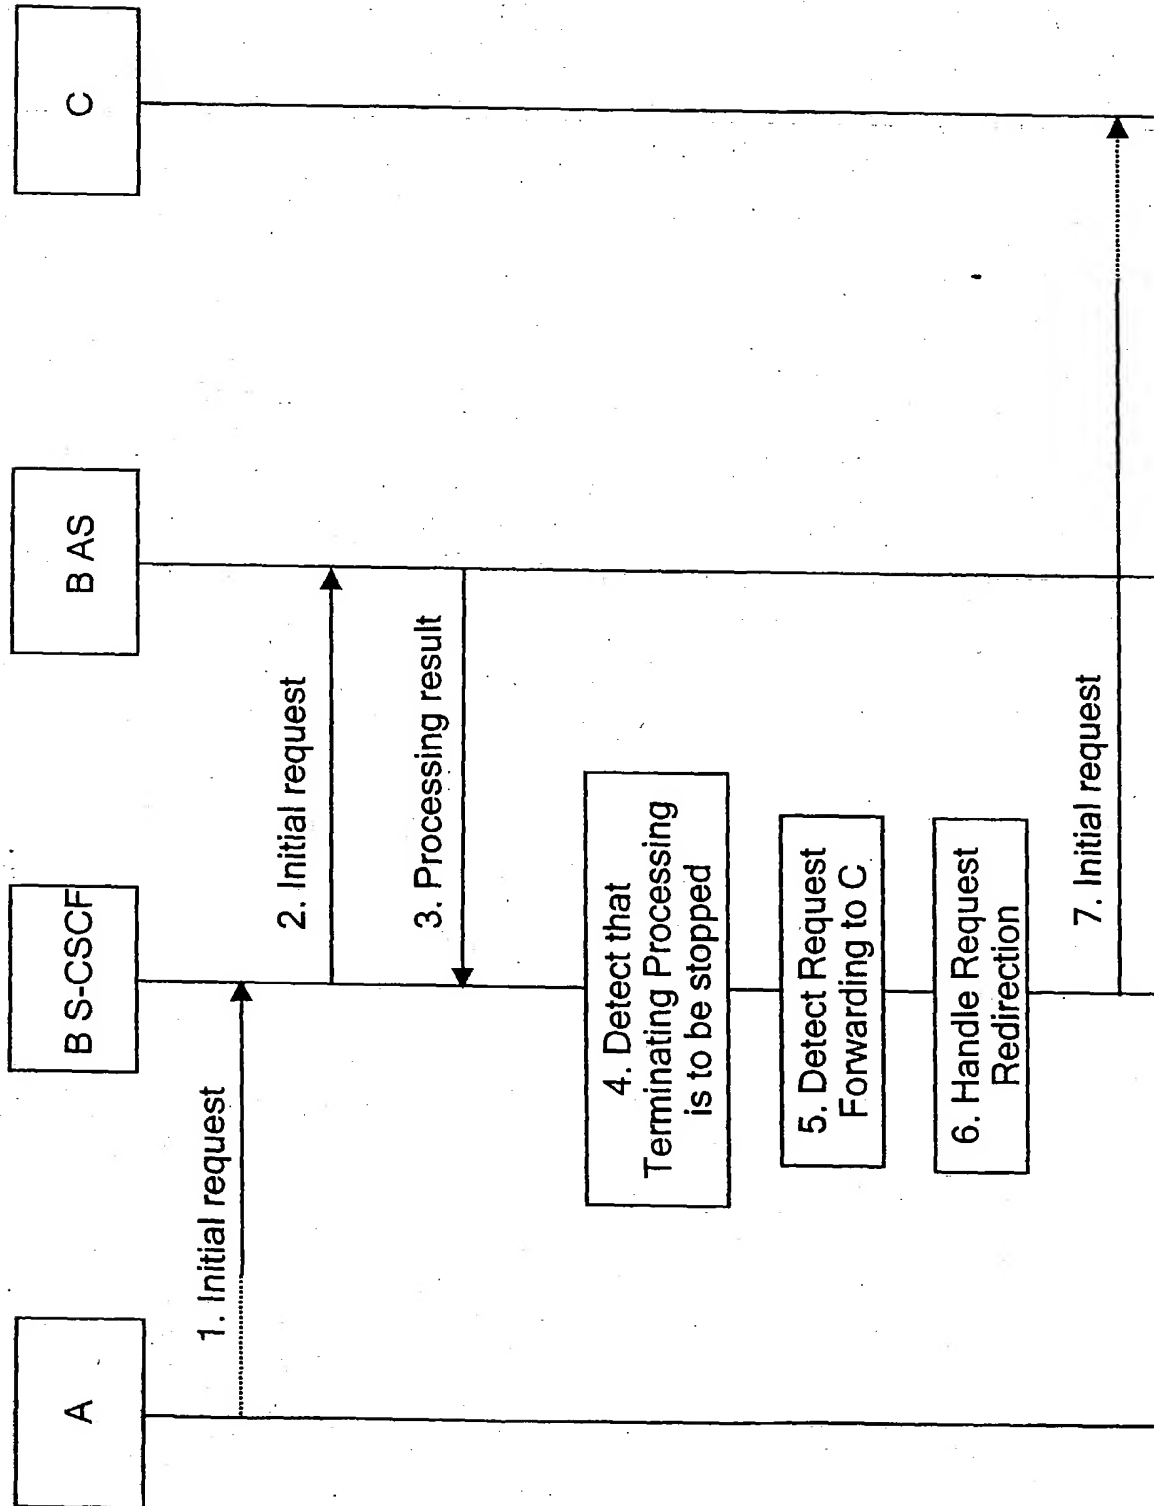 A
B S-CSCF
B AS
C
1. Initial request
2. Initial request
3. Processing result
4. Detect that
Terminating Processing
is to be stopped
5. Detect Request
Forwarding to C
6. Handle Request
Redirection
7. Initial request